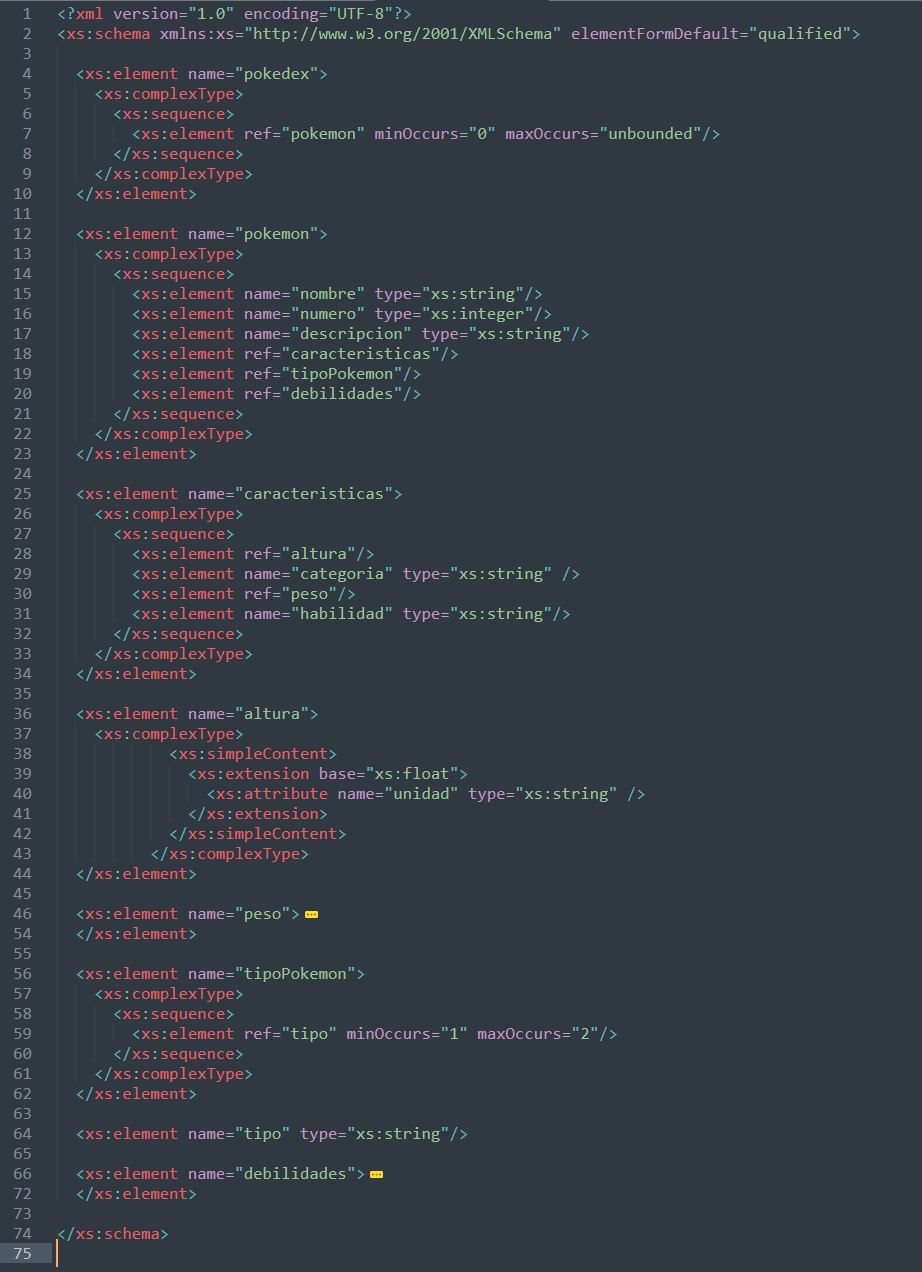 1 <?xml version="1.0" encoding="UTF-8"?>
2 <xs:schema xmlns:xs="http://www.w3.org/2001/XMLSchema" elementFormDefault="qualified">
3
4   <xs:element name="pokedex">
5     <xs:complexType>
6       <xs:sequence>
7         <xs:element ref="pokemon" minOccurs="0" maxOccurs="unbounded"/>
8       </xs:sequence>
9     </xs:complexType>
10   </xs:element>
11
12   <xs:element name="pokemon">
13     <xs:complexType>
14       <xs:sequence>
15         <xs:element name="nombre" type="xs:string"/>
16         <xs:element name="numero" type="xs:integer"/>
17         <xs:element name="descripcion" type="xs:string"/>
18         <xs:element ref="caracteristicas"/>
19         <xs:element ref="tipoPokemon"/>
20         <xs:element ref="debilidades"/>
21       </xs:sequence>
22     </xs:complexType>
23   </xs:element>
24
25   <xs:element name="caracteristicas">
26     <xs:complexType>
27       <xs:sequence>
28         <xs:element ref="altura"/>
29         <xs:element name="categoria" type="xs:string" />
30         <xs:element ref="peso"/>
31         <xs:element name="habilidad" type="xs:string"/>
32       </xs:sequence>
33     </xs:complexType>
34   </xs:element>
35
36   <xs:element name="altura">
37     <xs:complexType>
38             <xs:simpleContent>
39               <xs:extension base="xs:float">
40                 <xs:attribute name="unidad" type="xs:string" />
41               </xs:extension>
42             </xs:simpleContent>
43           </xs:complexType>
44   </xs:element>
45
46   <xs:element name="peso">
54   </xs:element>
55
56   <xs:element name="tipoPokemon">
57     <xs:complexType>
58       <xs:sequence>
59         <xs:element ref="tipo" minOccurs="1" maxOccurs="2"/>
60       </xs:sequence>
61     </xs:complexType>
62   </xs:element>
63
64   <xs:element name="tipo" type="xs:string"/>
65
66   <xs:element name="debilidades">
72   </xs:element>
73
74 </xs:schema>
75